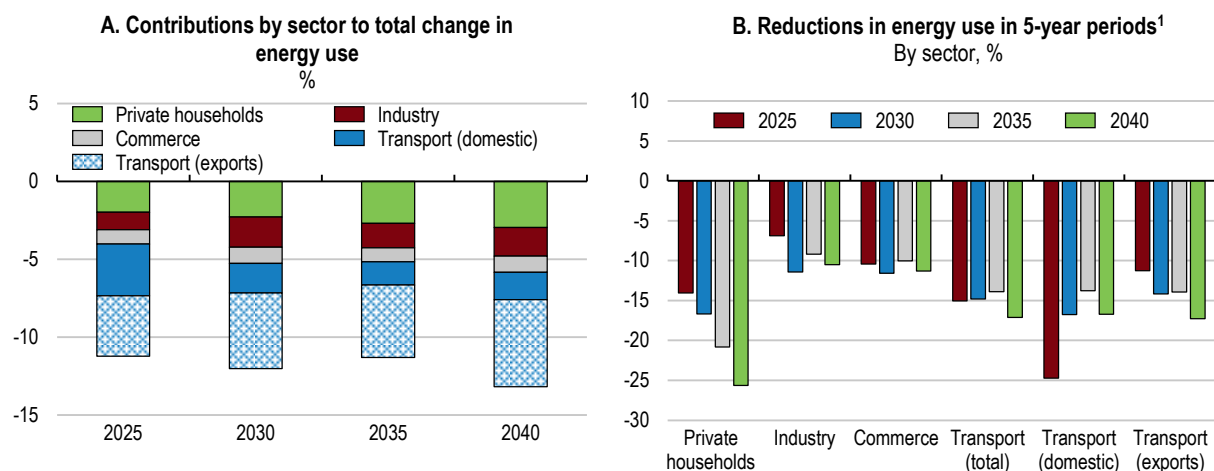 A. Contributions by sector to total change in
energy use
%
5
Private households
Industry
Commerce
Transport (domestic)
Transport (exports)
0
-5
-10
-15
2025
2030
2035
2040
B. Reductions in energy use in 5-year periods¹
By sector, %
10
2025
2030
2035
2040
5
0
-5
-10
-15
-20
-25
-30
Private
households
Industry
Commerce
Transport
(total)
Transport
(domestic)
Transport
(exports)